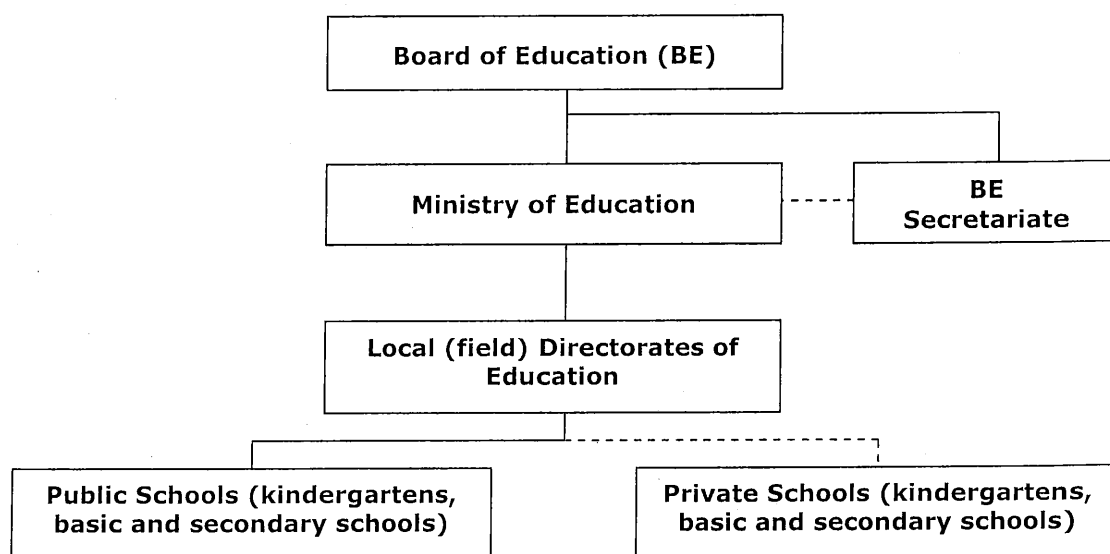 Board of Education (BE)
Ministry of Education
BE
Secretariate
Local (field) Directorates of
Education
Public Schools (kindergartens,
basic and secondary schools)
Private Schools (kindergartens,
basic and secondary schools)